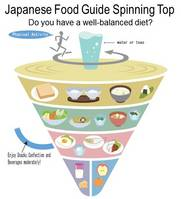 Japanese Food Guide Spinning Top
Do you have a well-balanced diet?
Physical Activity
water or teas
Enjoy Snacks, Confection and
Beverages moderately!